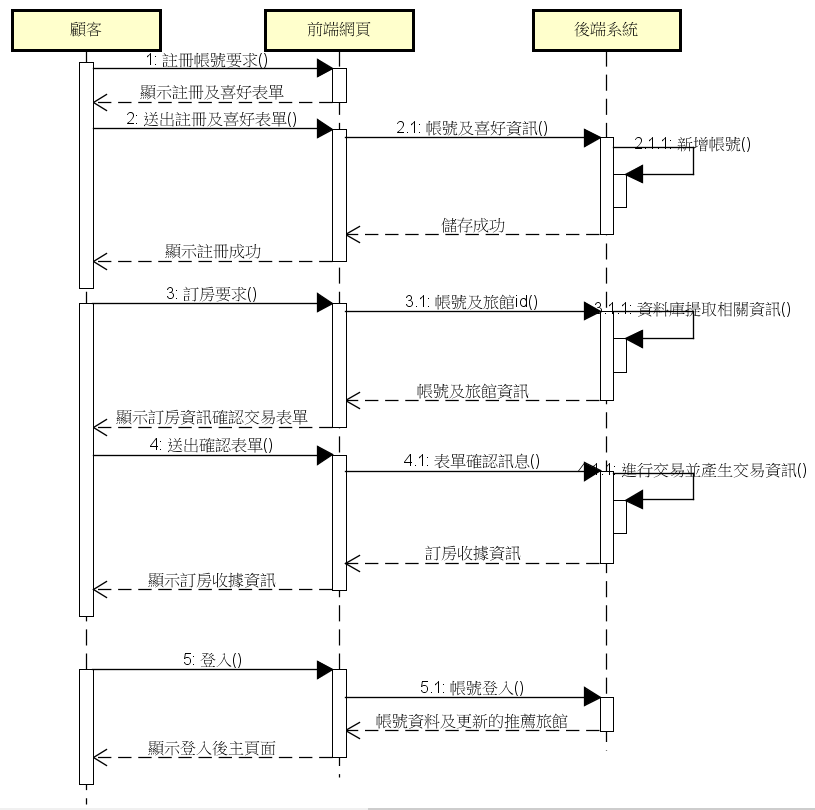 顧客
前端網頁
後端系統
1: 註冊帳號要求()
顯示註冊及喜好表單
2: 送出註冊及喜好表單()
2.1: 帳號及喜好資訊()
2.1.1: 新增帳號()
儲存成功
顯示註冊成功
3: 訂房要求()
3.1: 帳號及旅館id()
3.1.1: 資料庫提取相關資訊()
帳號及旅館資訊
顯示訂房資訊確認交易表單
4: 送出確認表單()
4.1: 表單確認訊息()
進行交易並產生交易資訊()
訂房收據資訊
顯示訂房收據資訊
5: 登入()
5.1: 帳號登入()
帳號資料及更新的推薦旅館
顯示登入後主頁面